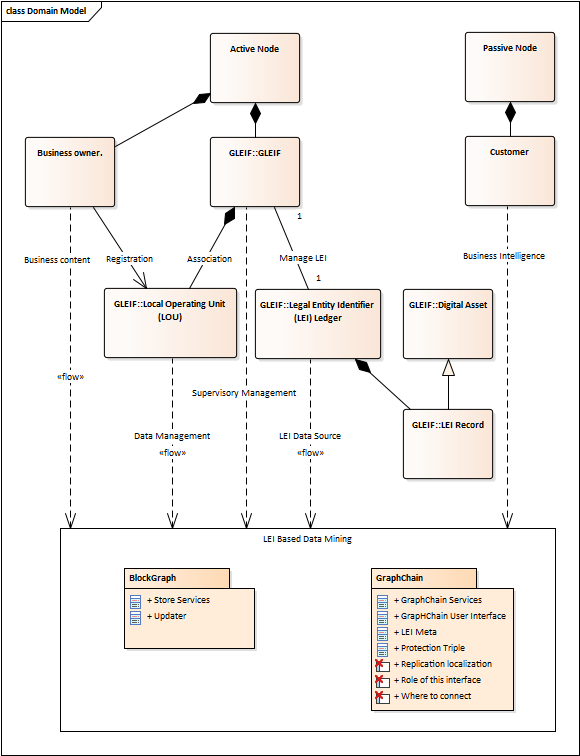 class Domain Model
Active Node
Passive Node
Business owner.
GLEIF::GLEIF
Customer
1
Business content
Registration
Association
Manage LEI
Business Intelligence
1
GLEIF::Local Operating Unit
(LOU)
GLEIF::Legal Entity Identifier
(LEI) Ledger
GLEIF::Digital Asset
«flow»
Supervisory Management
GLEIF::LEI Record
Data Management
«flow»
LEI Data Source
«flow»
LEI Based Data Mining
BlockGraph
+ Store Services
+ Updater
GraphChain
+ GraphChain Services
+ GrapHChain User Interface
+ LEI Meta
+ Protection Triple
+ Replication localization
+ Role of this interface
+ Where to connect